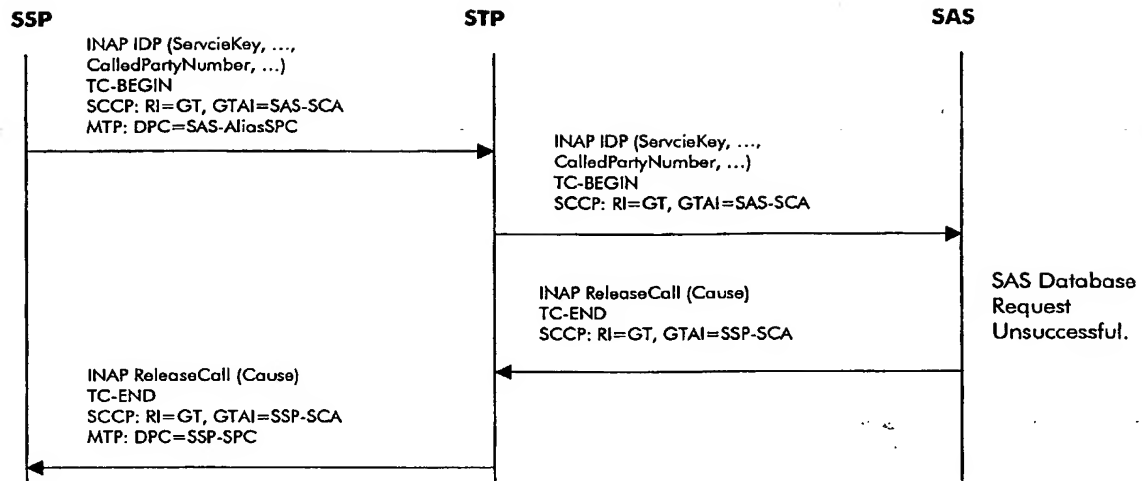 SSP
STP
SAS
INAP IDP (ServcieKey, ...,
CalledPartyNumber, ...)
TC-BEGIN
SCCP: RI=GT, GTAI=SAS-SCA
MTP: DPC=SAS-AliasSPC
INAP IDP (ServcieKey, ...,
CalledPartyNumber, ...)
TC-BEGIN
SCCP: RI=GT, GTAI=SAS-SCA
SAS Database
Request
Unsuccessful.
INAP ReleaseCall (Cause)
TC-END
SCCP: RI=GT, GTAI=SSP-SCA
INAP ReleaseCall (Cause)
TC-END
SCCP: RI=GT, GTAI=SSP-SCA
MTP: DPC=SSP-SPC